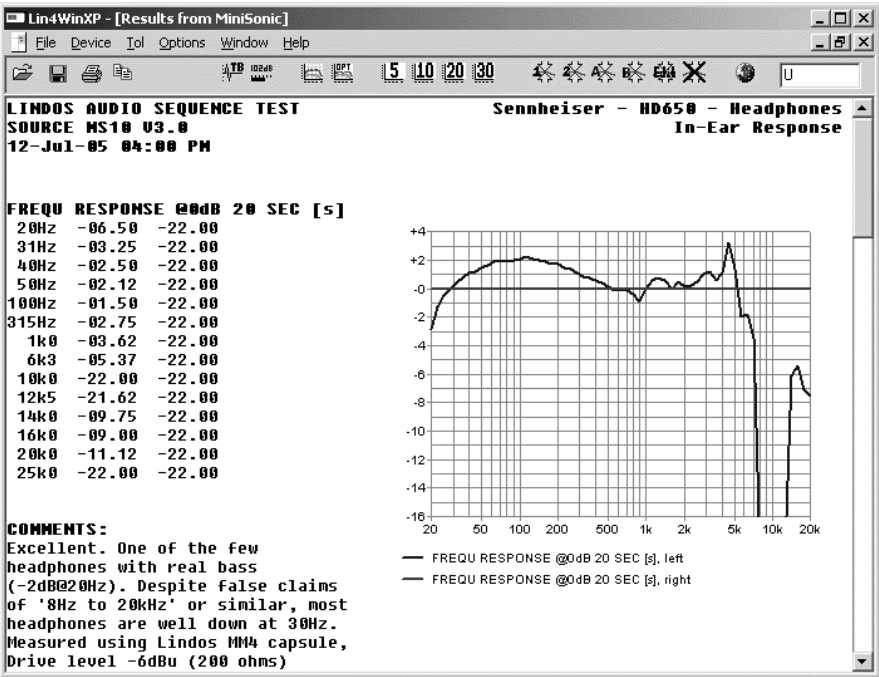 Lin4WinXP - [Results from MiniSonic]
File Device Tol Options Window Help
TB 102dB OPT 5 10 20 30 U
LINDOS AUDIO SEQUENCE TEST
SOURCE MS10 V3.0
12-Jul-05 04:00 PM
Sennheiser - HD650 - Headphones
In-Ear Response
FREQU RESPONSE @0dB 20 SEC [s]
20Hz -06.50 -22.00
31Hz -03.25 -22.00
40Hz -02.50 -22.00
50Hz -02.12 -22.00
100Hz -01.50 -22.00
315Hz -02.75 -22.00
1k0 -03.62 -22.00
6k3 -05.37 -22.00
10k0 -22.00 -22.00
12k5 -21.62 -22.00
14k0 -09.75 -22.00
16k0 -09.00 -22.00
20k0 -11.12 -22.00
25k0 -22.00 -22.00
COMMENTS:
Excellent. One of the few
headphones with real bass
(-2dB@20Hz). Despite false claims
of '8Hz to 20kHz' or similar, most
headphones are well down at 30Hz.
Measured using Lindos MM4 capsule,
Drive level -6dBu (200 ohms)
+4
+2
-0
-2
-4
-6
-8
-10
-12
-14
-16
20 50 100 200 500 1k 2k 5k 10k 20k
FREQU RESPONSE @0dB 20 SEC [s], left
FREQU RESPONSE @0dB 20 SEC [s], right